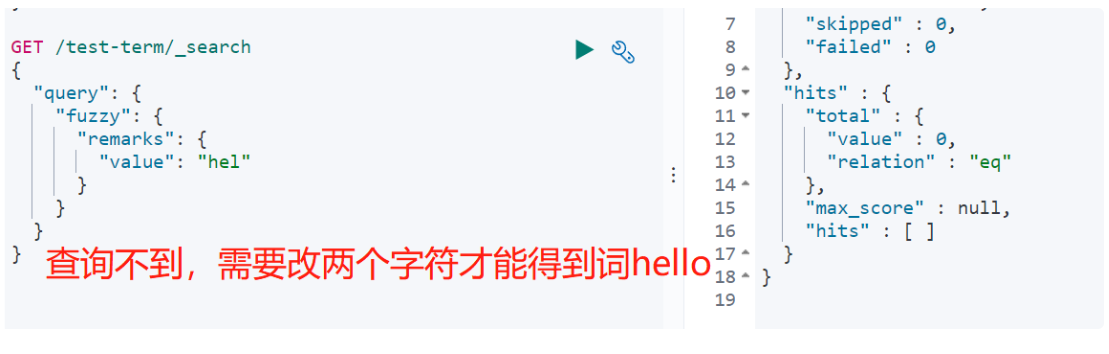 GET /test-term/_search
{
  "query": {
    "fuzzy": {
      "remarks": {
        "value": "hel"
      }
    }
  }
}
查询不到，需要改两个字符才能得到词hello
7 "skipped" : 0,
8 "failed" : 0
9 },
10 "hits" : {
11 "total" : {
12 "value" : 0,
13 "relation" : "eq"
14 },
15 "max_score" : null,
16 "hits" : [ ]
17 }
18 }
19